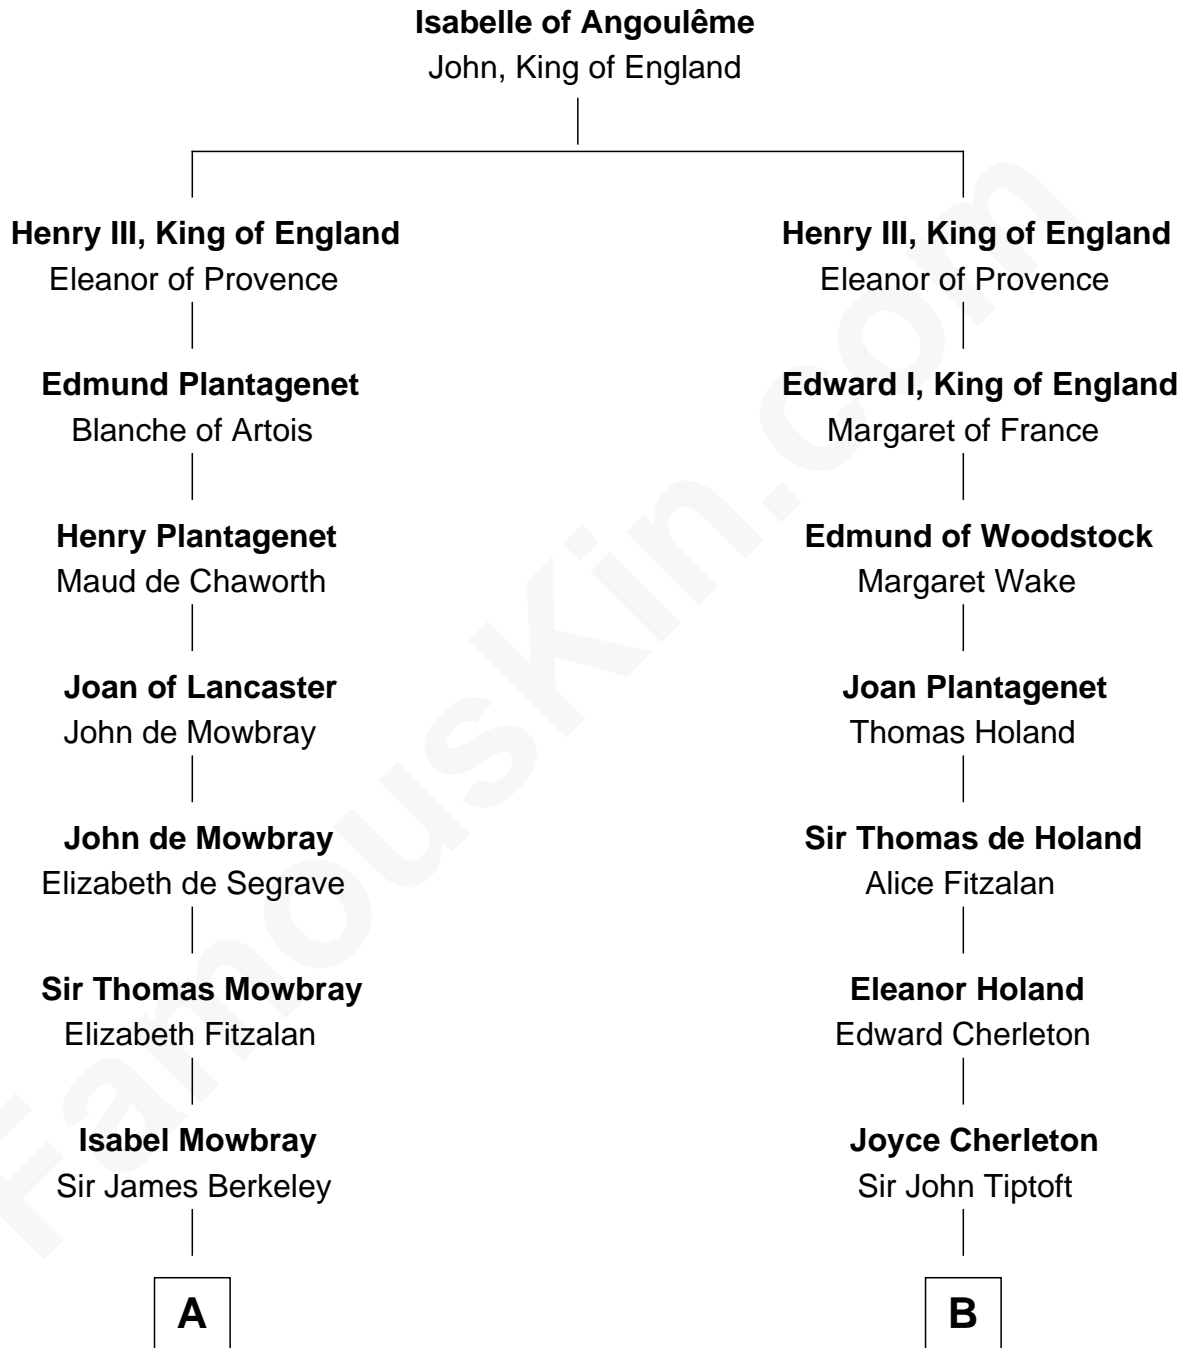 Isabelle of Angoulême
John, King of England
Henry III, King of England
Eleanor of Provence
Edmund Plantagenet
Blanche of Artois
Henry Plantagenet
Maud de Chaworth
Joan of Lancaster
John de Mowbray
John de Mowbray
Elizabeth de Segrave
Sir Thomas Mowbray
Elizabeth Fitzalan
Isabel Mowbray
Sir James Berkeley
A
Henry III, King of England
Eleanor of Provence
Edward I, King of England
Margaret of France
Edmund of Woodstock
Margaret Wake
Joan Plantagenet
Thomas Holand
Sir Thomas de Holand
Alice Fitzalan
Eleanor Holand
Edward Cherleton
Joyce Cherleton
Sir John Tiptoft
B
FamousKin.com